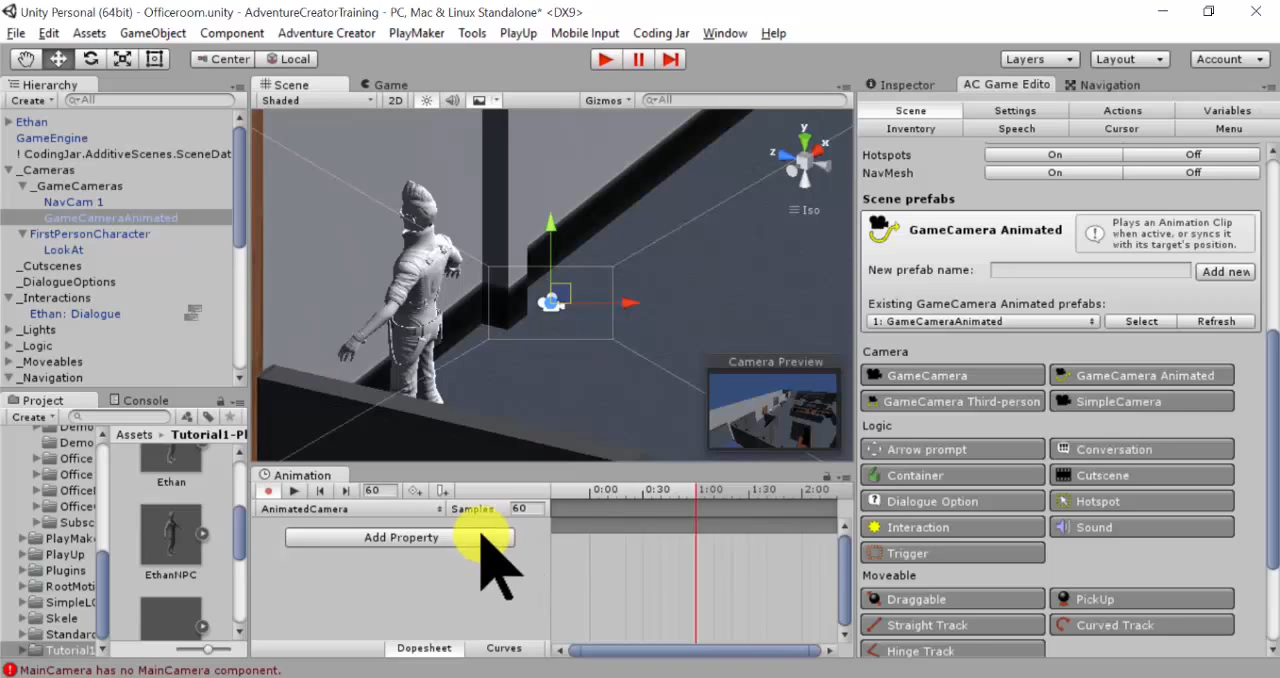 Unity Personal (64bit) - Officeroom.unity - AdventureCreatorTraining - PC, Mac & Linux Standalone* <DX9>
File Edit Assets GameObject Component Adventure Creator PlayMaker Tools PlayUp Mobile Input Coding Jar Window Help
Center Local Layers Layout Account
Hierarchy
Create All
Ethan
GameEngine
! CodingJar.AdditiveScenes.SceneDat
_Cameras
_GameCameras
NavCam 1
GameCameraAnimated
FirstPersonCharacter
LookAt
_Cutscenes
_DialogueOptions
_Interactions
Ethan: Dialogue
_Lights
_Logic
_Moveables
_Navigation
Scene Game
Shaded 2D Gizmos All
y
x
z
Iso
Camera Preview
Inspector AC Game Edito Navigation
Scene Settings Actions Variables
Inventory Speech Cursor Menu
Hotspots On Off
NavMesh On Off
Scene prefabs
GameCamera Animated
Plays an Animation Clip
when active, or syncs it
with its target's position.
New prefab name: Add new
Existing GameCamera Animated prefabs:
1: GameCameraAnimated Select Refresh
Camera
GameCamera GameCamera Animated
GameCamera Third-person SimpleCamera
Logic
Arrow prompt Conversation
Container Cutscene
Dialogue Option Hotspot
Interaction Sound
Trigger
Moveable
Draggable PickUp
Straight Track Curved Track
Hinge Track
Project Console
Create
Assets Tutorial1-Pl
Demo
Demo
Office
Office
Officel
Office
Subsc
PlayMak
PlayUp
Plugins
RootMoti
SimpleLC
Skele
Standard
Tutorial1
Ethan
EthanNPC
Animation
60 0:00 0:30 1:00 1:30 2:00
AnimatedCamera Samples 60
Add Property
Dopesheet Curves
MainCamera has no MainCamera component.